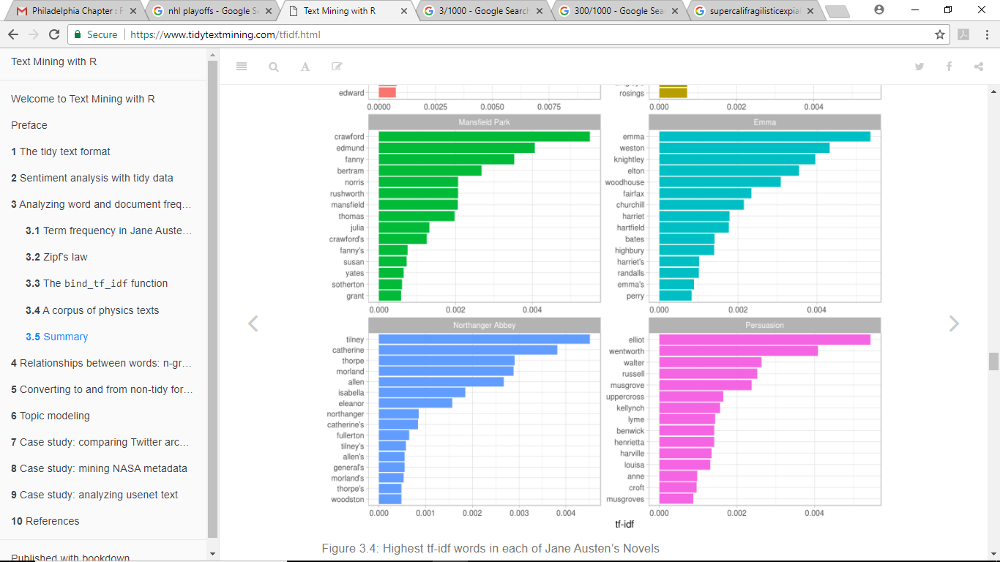 Philadelphia Chapter : F
nhl playoffs - Google S
Text Mining with R
3/1000 - Google Search
300/1000 - Google Sea
supercalifragilisticexpia
Secure
https://www.tidytextmining.com/tfidf.html
Text Mining with R
Welcome to Text Mining with R
Preface
1 The tidy text format
2 Sentiment analysis with tidy data
3 Analyzing word and document freq…
3.1 Term frequency in Jane Auste…
3.2 Zipf's law
3.3 The bind_tf_idf function
3.4 A corpus of physics texts
3.5 Summary
4 Relationships between words: n-gr…
5 Converting to and from non-tidy for…
6 Topic modeling
7 Case study: comparing Twitter arc…
8 Case study: mining NASA metadata
9 Case study: analyzing usenet text
10 References
Published with bookdown
A
edward
0.0000 0.0025 0.0050 0.0075
rosings
0.000 0.002 0.004
Mansfield Park
crawford
edmund
fanny
bertram
norris
rushworth
mansfield
thomas
julia
crawford's
fanny's
susan
yates
sotherton
grant
0.000 0.002 0.004
Emma
emma
weston
knightley
elton
woodhouse
fairfax
churchill
harriet
hartfield
bates
highbury
harriet's
randalls
emma's
perry
0.000 0.002 0.004
Northanger Abbey
tilney
catherine
thorpe
morland
allen
isabella
eleanor
northanger
catherine's
fullerton
tilney's
allen's
general's
morland's
thorpe's
woodston
0.000 0.001 0.002 0.003 0.004
Persuasion
elliot
wentworth
walter
russell
musgrove
uppercross
kellynch
lyme
benwick
henrietta
harville
louisa
anne
croft
musgroves
0.000 0.002 0.004
tf-idf
Figure 3.4: Highest tf-idf words in each of Jane Austen's Novels